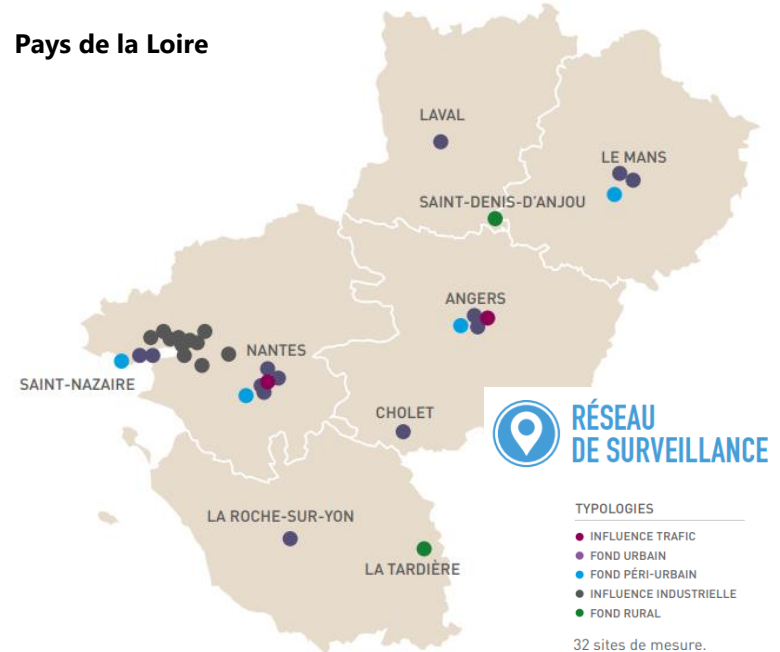 Pays de la Loire
LAVAL
LE MANS
SAINT-DENIS-D'ANJOU
ANGERS
NANTES
SAINT-NAZAIRE
CHOLET
RÉSEAU
DE SURVEILLANCE
LA ROCHE-SUR-YON
LA TARDIÈRE
TYPOLOGIES
INFLUENCE TRAFIC
FOND URBAIN
FOND PÉRI-URBAIN
INFLUENCE INDUSTRIELLE
FOND RURAL
32 sites de mesure.